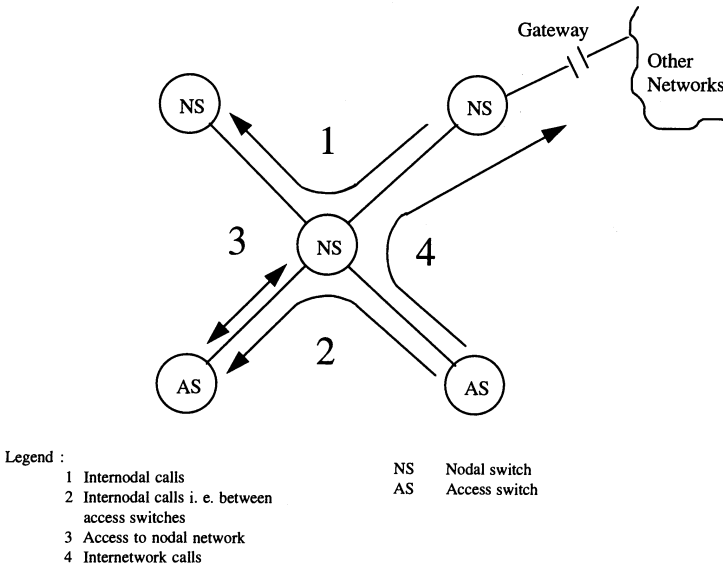 Gateway
Other
Networks
NS
NS
1
NS
3
4
2
AS
AS
Legend :
1 Internodal calls
2 Internodal calls i. e. between
access switches
3 Access to nodal network
4 Internetwork calls
NS Nodal switch
AS Access switch